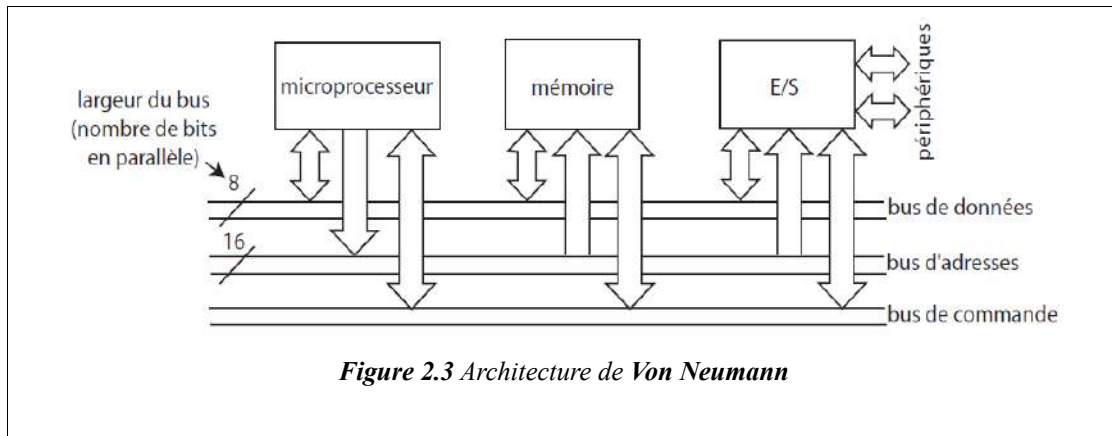 microprocesseur
mémoire
E/S
périphériques
largeur du bus
(nombre de bits
en parallèle)
8
bus de données
16
bus d'adresses
bus de commande
Figure 2.3 Architecture de Von Neumann